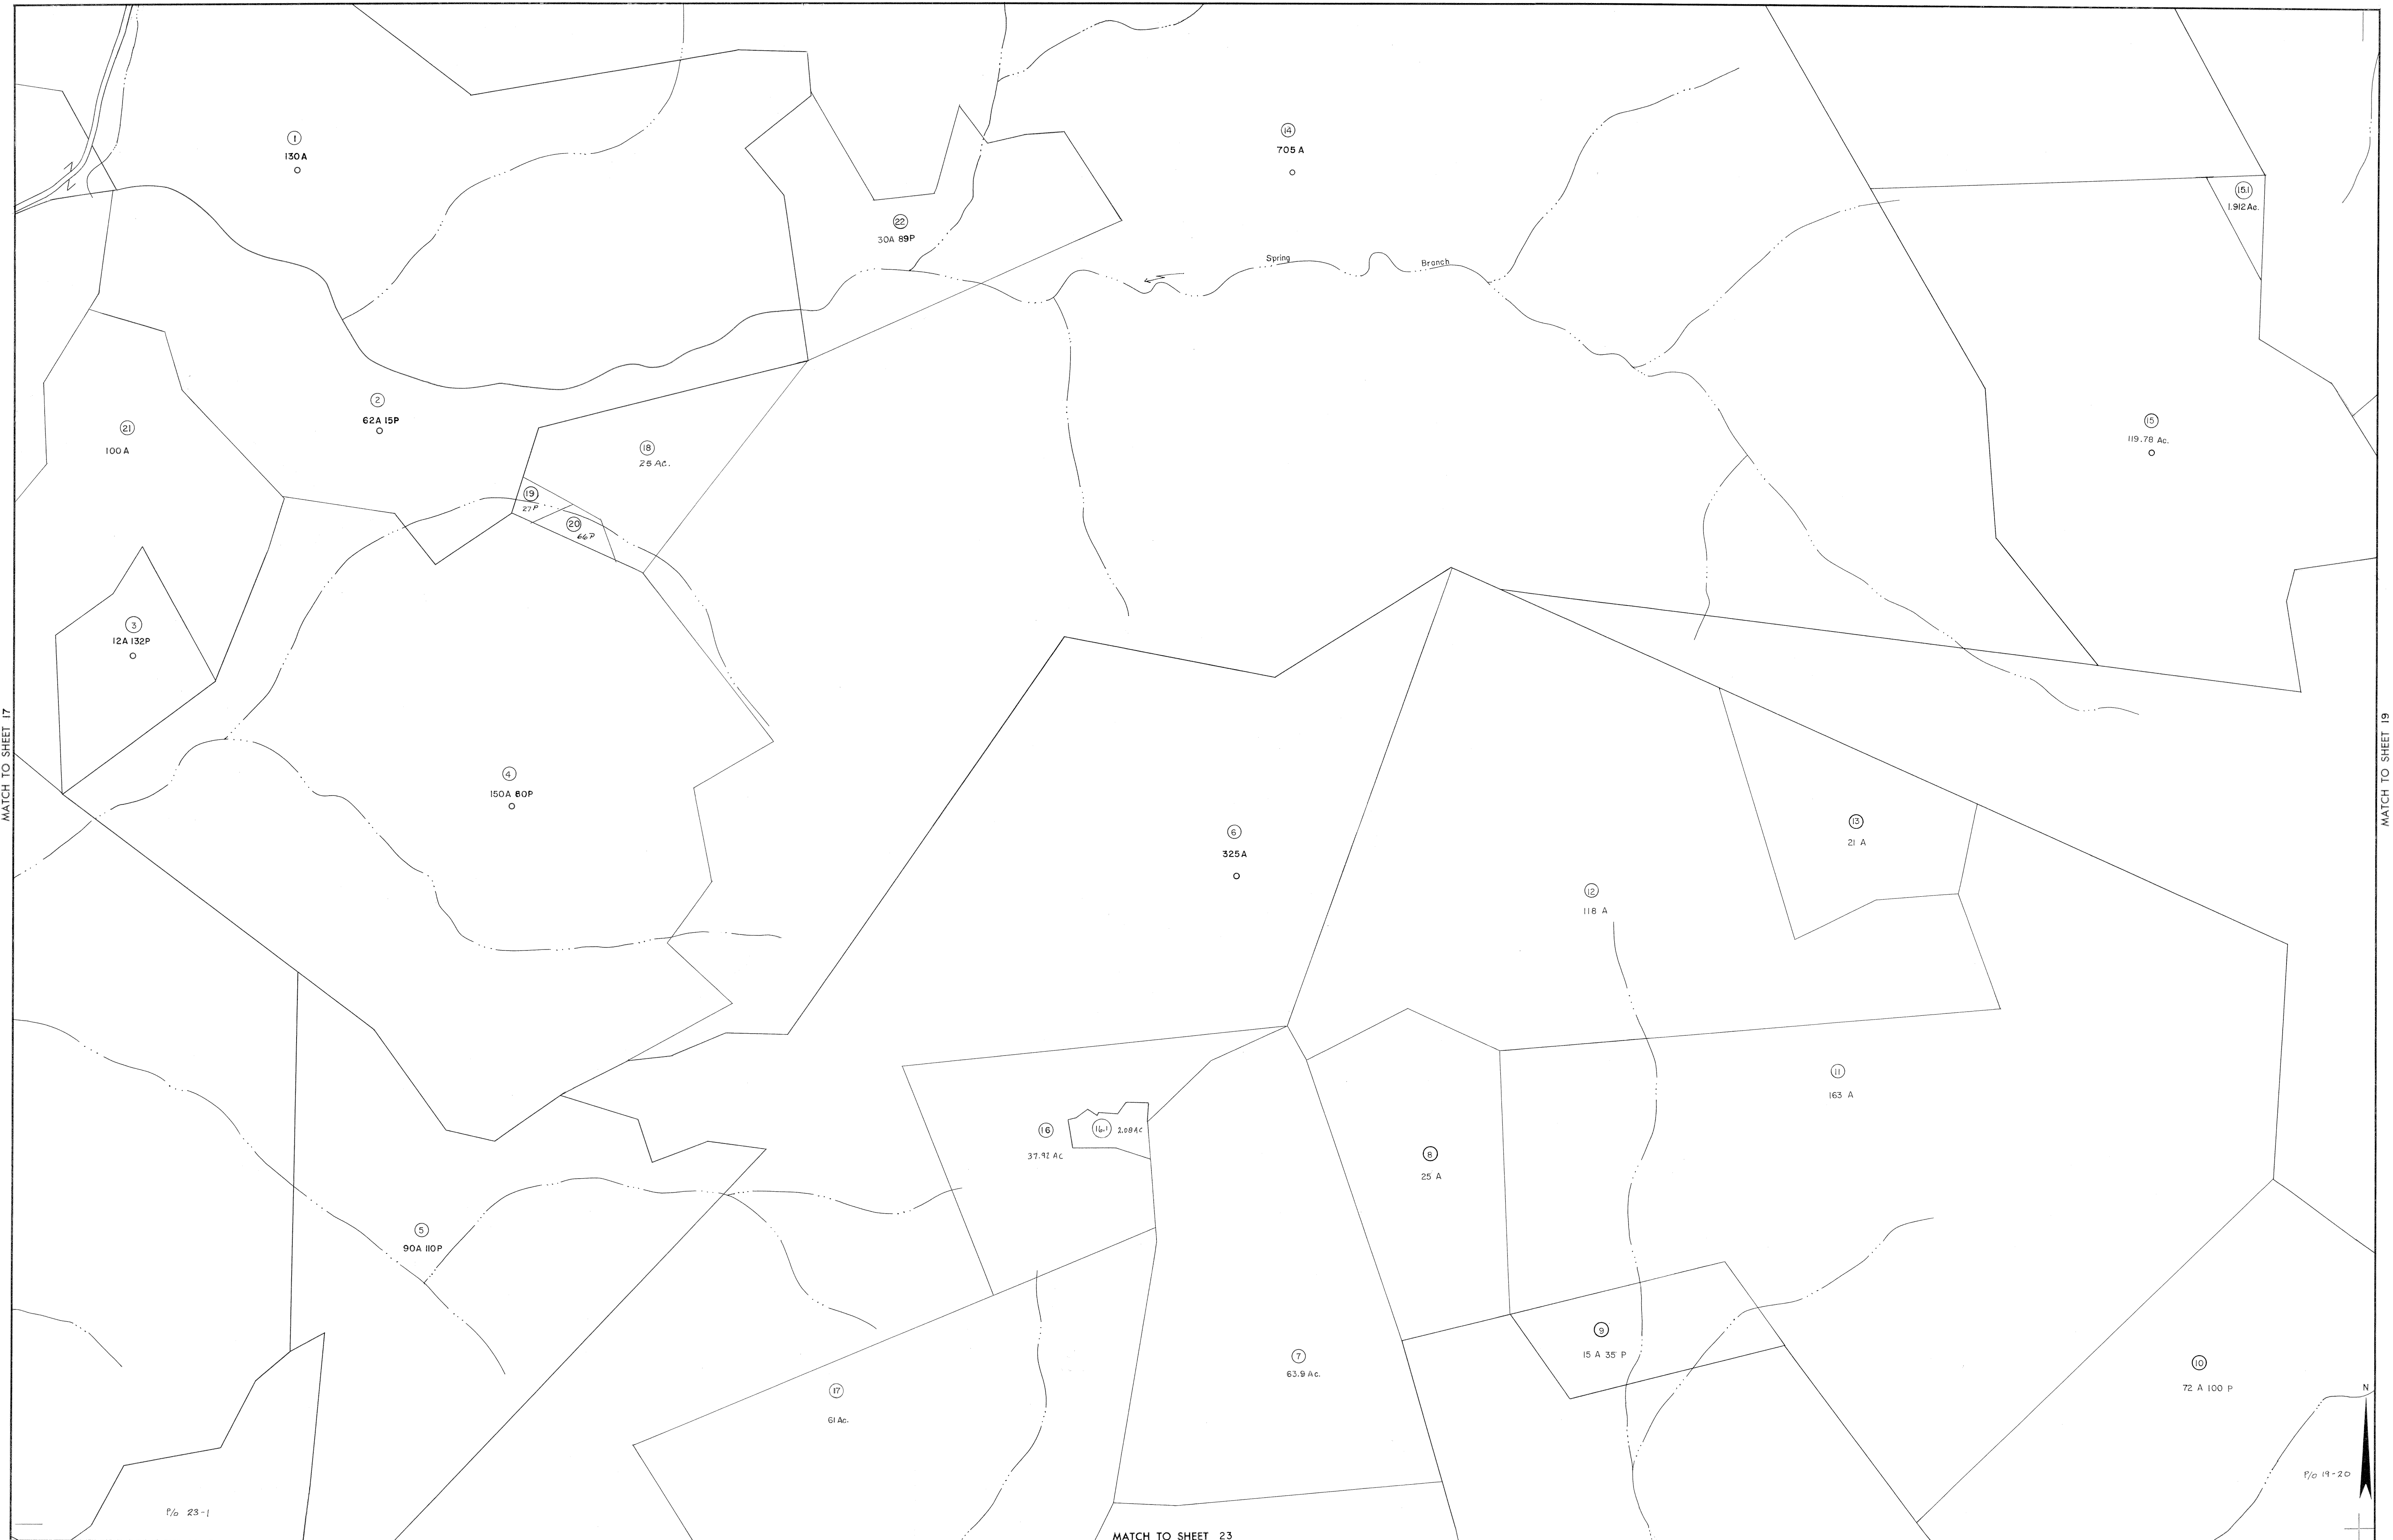 1
130A
14
705 A
15.1
1.912 Ac.
22
30A 89P
Spring Branch
2
62A 15P
21
100 A
18
25 AC.
15
119.78 Ac.
19
27P
20
66P
3
12A 132P
MATCH TO SHEET 17
MATCH TO SHEET 19
4
150A 80P
6
325A
13
21 A
12
118 A
11
163 A
16
37.92 AC
16.1 2.08 AC
8
25 A
5
90A 110P
9
15 A 35 P
7
63.9 Ac.
10
72 A 100 P
17
61 Ac.
N
P/o 19-20
P/o 23-1
MATCH TO SHEET 23